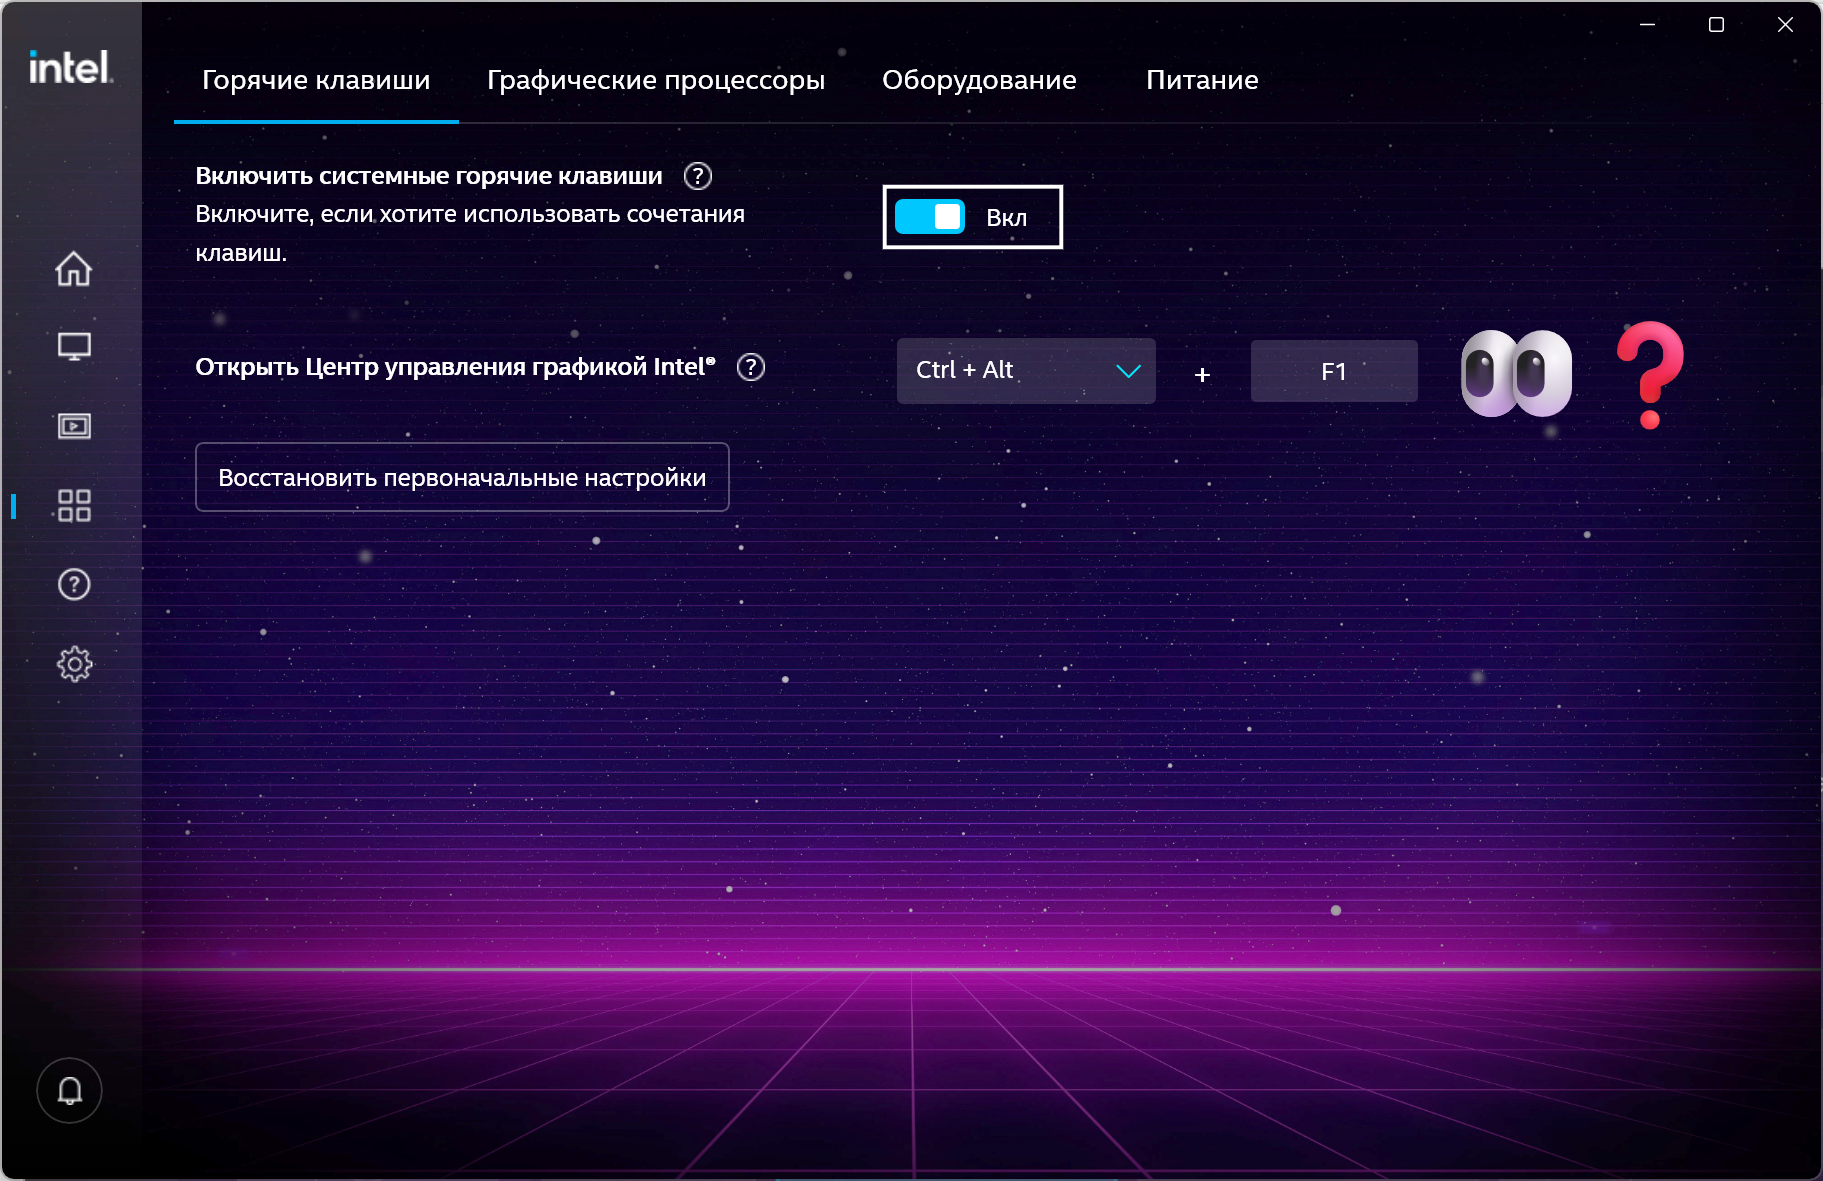 intel.
Горячие клавиши
Графические процессоры
Оборудование
Питание
Включить системные горячие клавиши ?
Включите, если хотите использовать сочетания
клавиш.
Вкл
Открыть Центр управления графикой Intel® ?
Ctrl + Alt
+
F1
❓
Восстановить первоначальные настройки
?